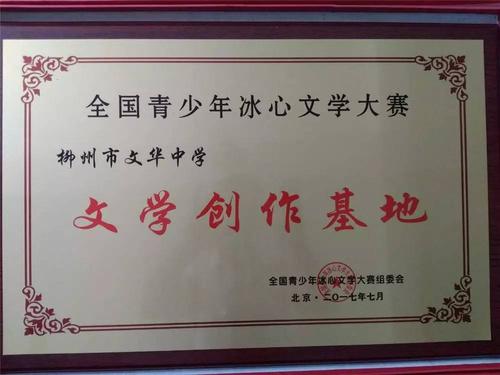 全国青少年冰心文学大赛
柳州市文华中学
文学创作基地
全国青少年冰心文学大赛组委会
北京·二〇一七年七月